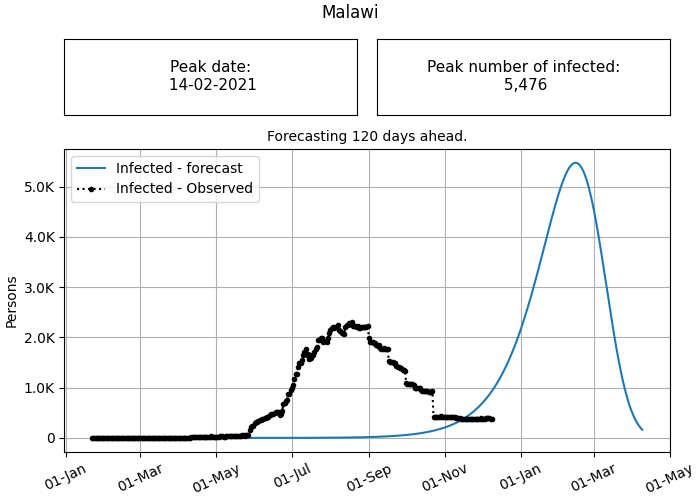 Malawi
Peak date:
14-02-2021
Peak number of infected:
5,476
Forecasting 120 days ahead.
Infected - forecast
Infected - Observed
Persons
5.0K
4.0K
3.0K
2.0K
1.0K
0
01-Jan
01-Mar
01-May
01-Jul
01-Sep
01-Nov
01-Jan
01-Mar
01-May